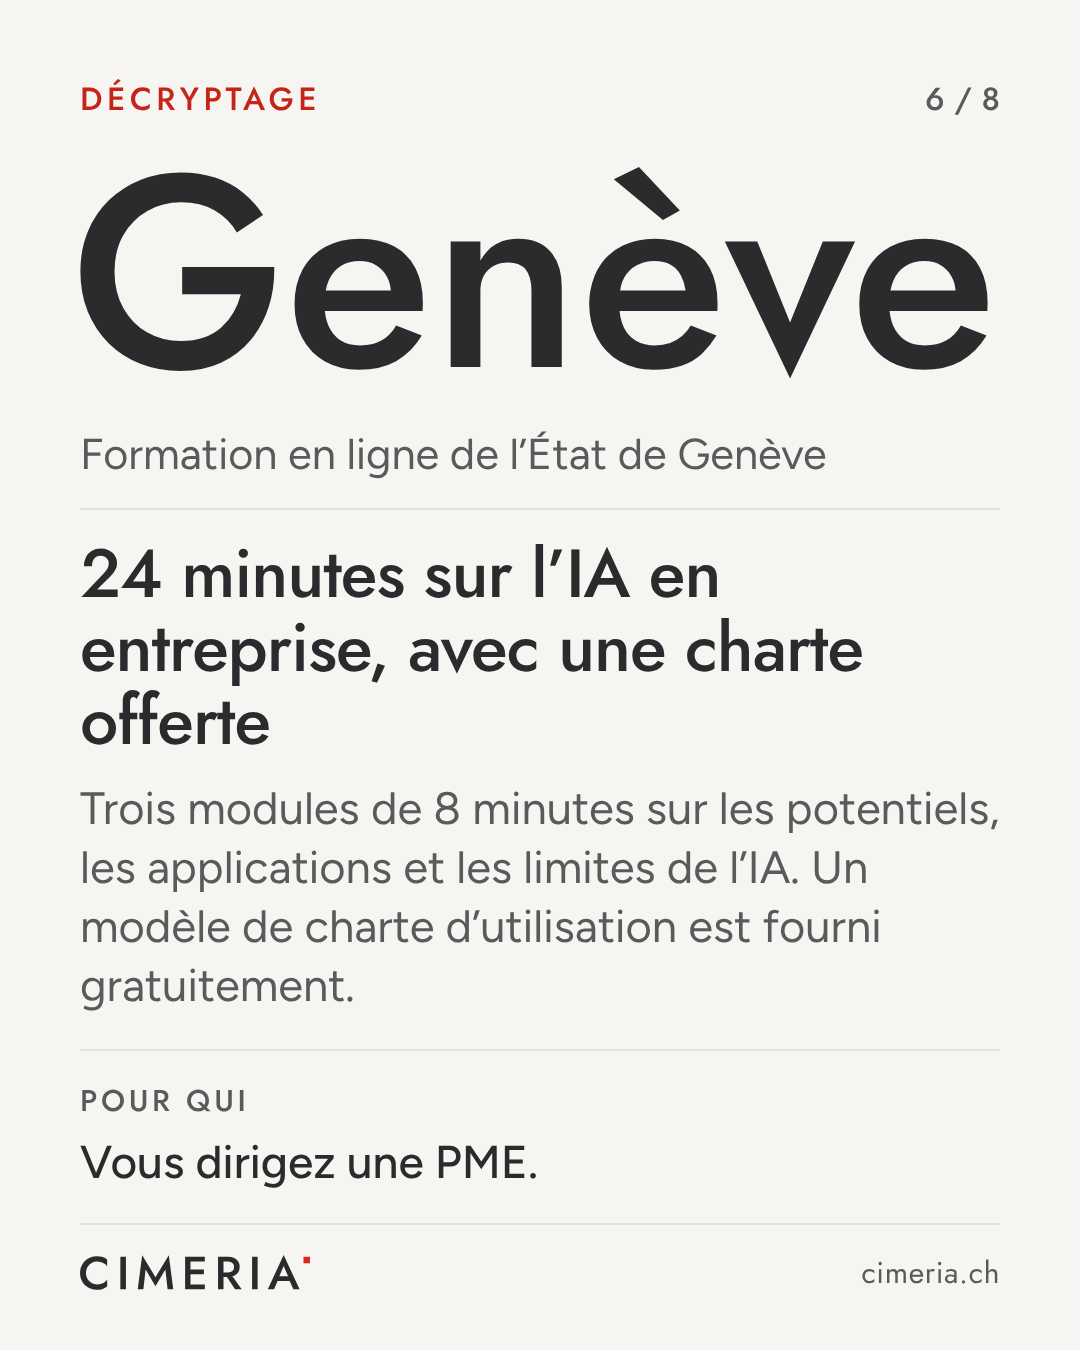 DÉCRYPTAGE
6 / 8
Genève
Formation en ligne de l’État de Genève
24 minutes sur l’IA en
entreprise, avec une charte
offerte
Trois modules de 8 minutes sur les potentiels,
les applications et les limites de l’IA. Un
modèle de charte d’utilisation est fourni
gratuitement.
POUR QUI
Vous dirigez une PME.
CIMERIA
cimeria.ch